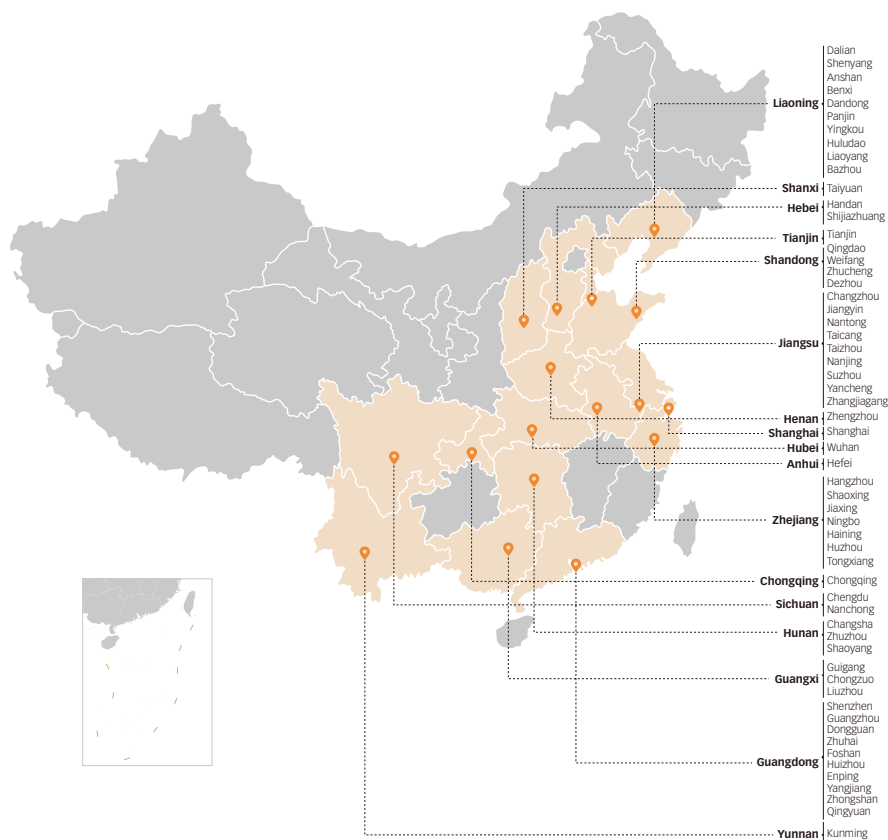 Liaoning
Dalian
Shenyang
Anshan
Benxi
Dandong
Panjin
Yingkou
Huludao
Liaoyang
Bazhou
Shanxi
Taiyuan
Hebei
Handan
Shijiazhuang
Tianjin
Tianjin
Shandong
Qingdao
Weifang
Zhucheng
Dezhou
Jiangsu
Changzhou
Jiangyin
Nantong
Taicang
Taizhou
Nanjing
Suzhou
Yancheng
Zhangjiagang
Henan
Zhengzhou
Shanghai
Shanghai
Hubei
Wuhan
Anhui
Hefei
Zhejiang
Hangzhou
Shaoxing
Jiaxing
Ningbo
Haining
Huzhou
Tongxiang
Chongqing
Chongqing
Sichuan
Chengdu
Nanchong
Hunan
Changsha
Zhuzhou
Shaoyang
Guangxi
Guigang
Chongzuo
Liuzhou
Guangdong
Shenzhen
Guangzhou
Dongguan
Zhuhai
Foshan
Huizhou
Enping
Yangjiang
Zhongshan
Qingyuan
Yunnan
Kunming